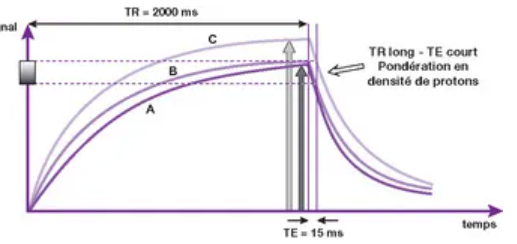 TR = 2000 ms
nal
C
B
A
TR long - TE court
Pondération en
densité de protons
temps
TE = 15 ms